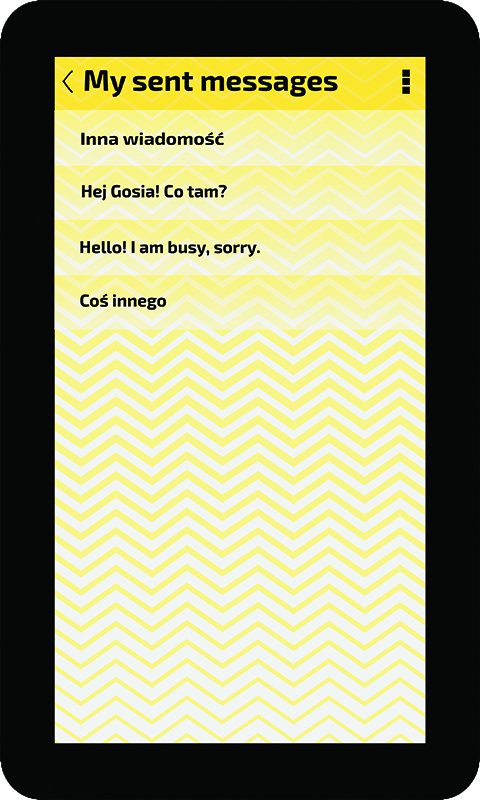 My sent messages
Inna wiadomość
Hej Gosia! Co tam?
Hello! I am busy, sorry.
Coś innego